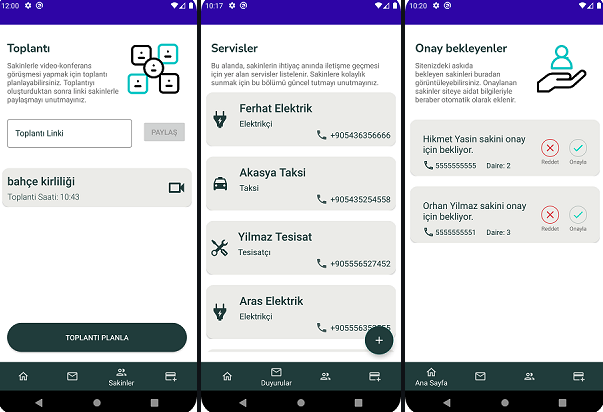 12:00
Toplantı
Sakinlerle video-konferans
görüşmesi yapmak için toplantı
planlayabilirsiniz. Toplantıyı
oluşturduktan sonra linki sakinlerle
paylaşmayı unutmayınız.
Toplantı Linki
PAYLAŞ
bahçe kirliliği
Toplantı Saati: 10:43
TOPLANTI PLANLA
Sakinler
10:17
Servisler
Bu alanda, sakinlerin ihtiyaç anında iletişme geçmesi
için yer alan servisler listelenir. Sakinlere kolaylık
sunmak için bu bölümü güncel tutmayı unutmayınız.
Ferhat Elektrik
Elektrikçi
+905436356666
Akasya Taksi
Taksi
+905435254558
Yilmaz Tesisat
Tesisatçı
+905556527452
Aras Elektrik
Elektrikçi
Duyurular
10:20
Onay bekleyenler
Sitenizdeki askıda
bekleyen sakinleri buradan
görüntüleyebilirsiniz. Onaylanan
sakinler siteye aidat bilgileriyle
beraber otomatik olarak eklenir.
Hikmet Yasin sakini onay
için bekliyor.
5555555555 Daire: 2
Reddet Onayla
Orhan Yilmaz sakini onay
için bekliyor.
5555555551 Daire: 3
Reddet Onayla
Ana Sayfa